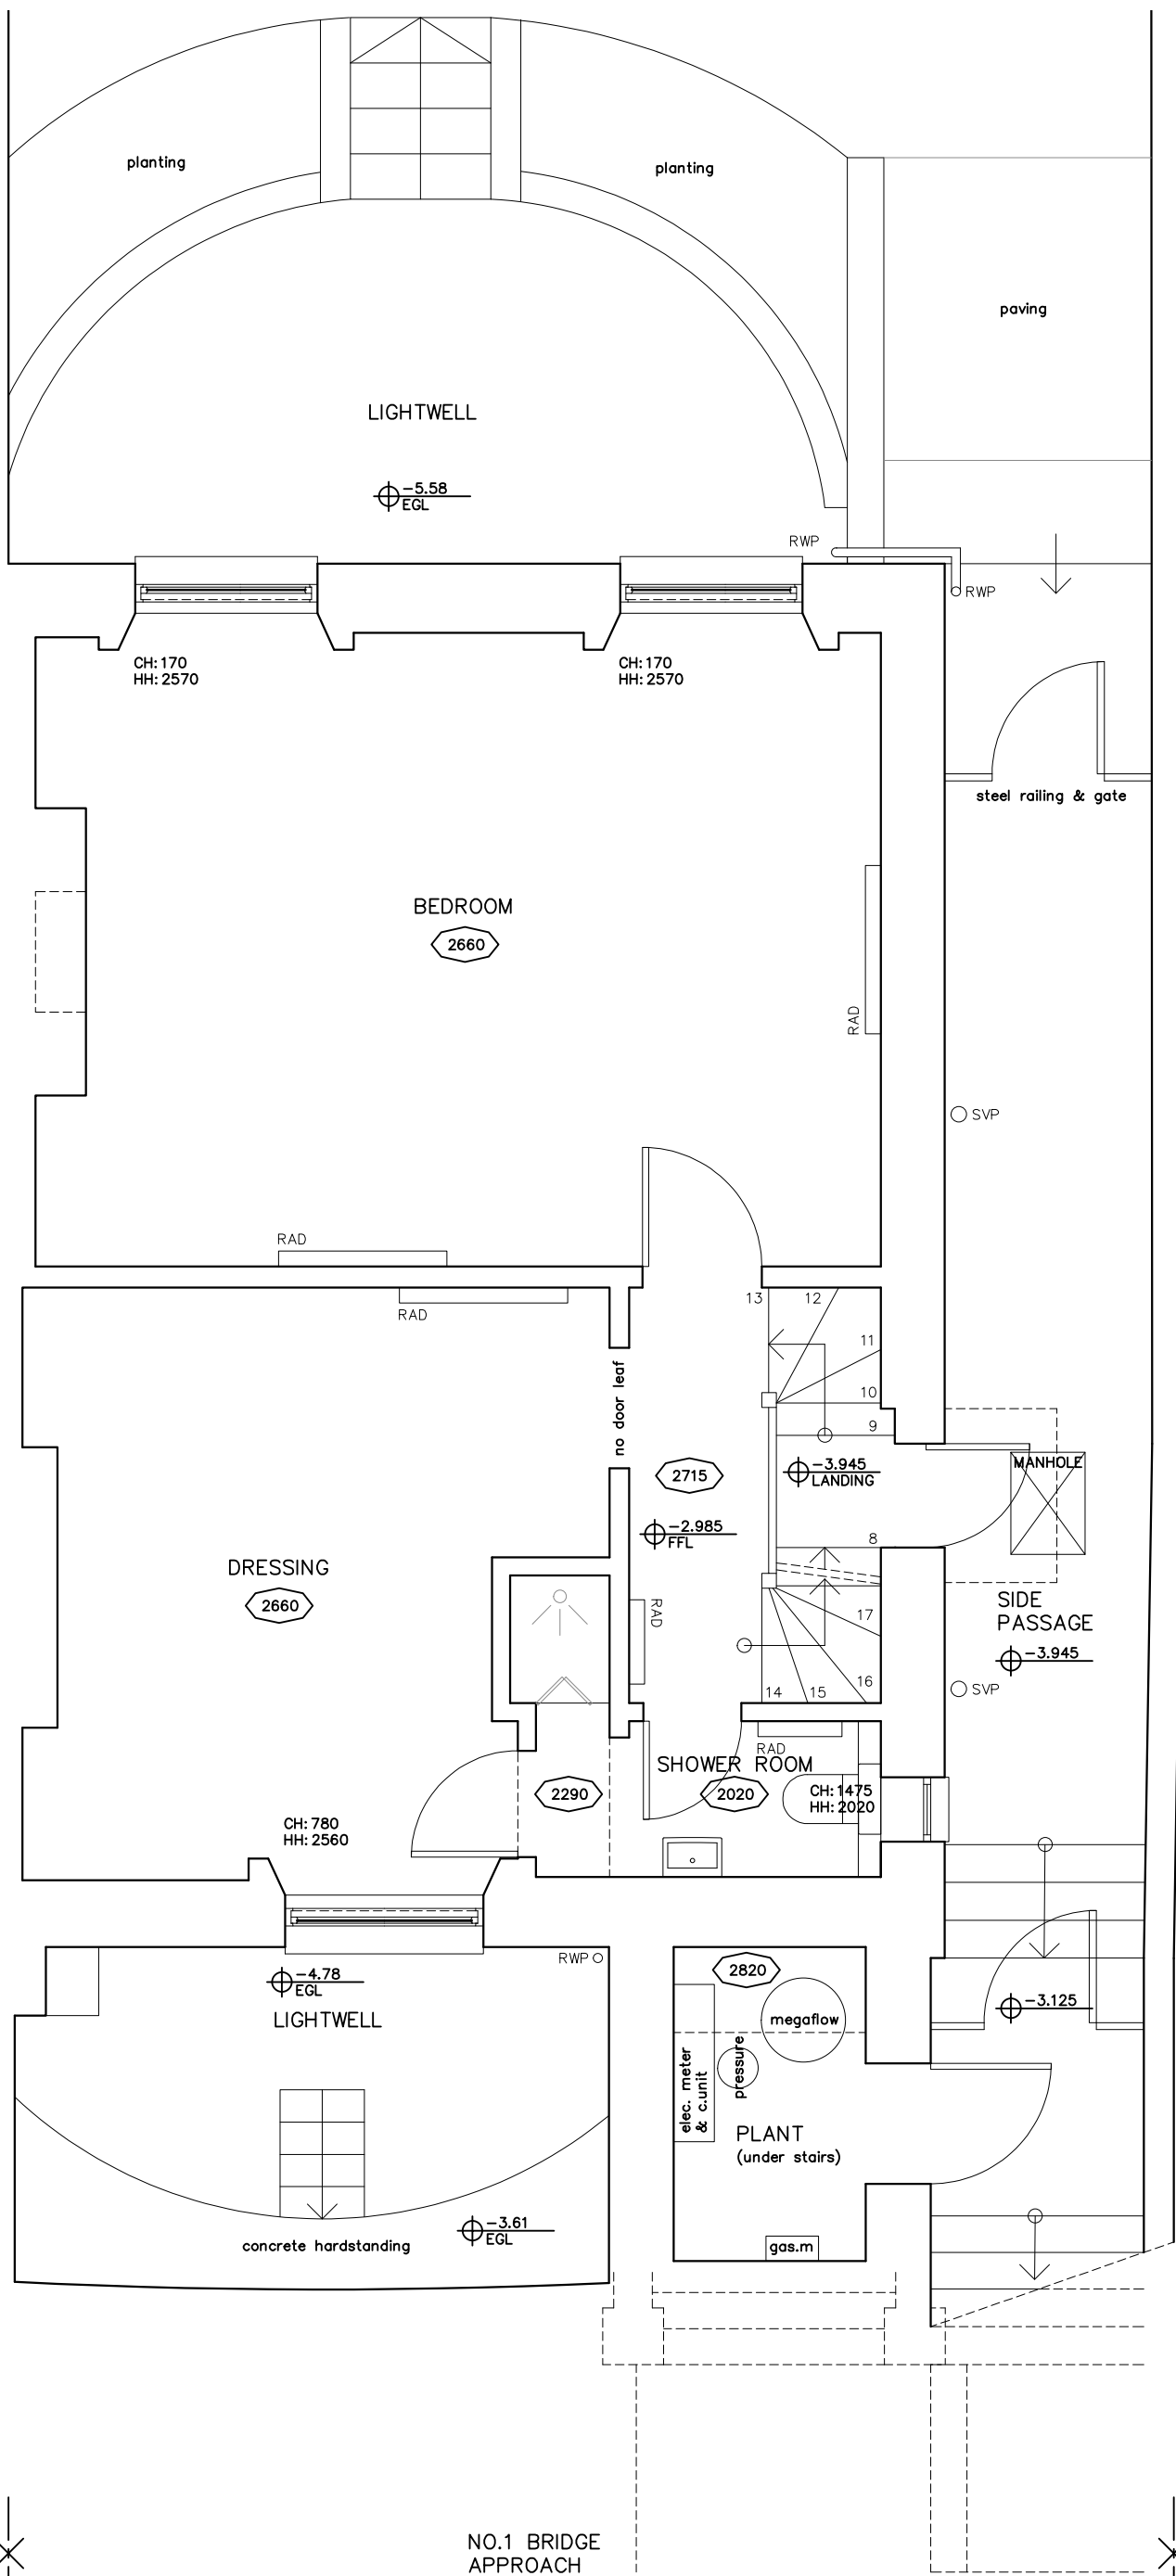 planting
planting
paving
LIGHTWELL
-5.58
EGL
RWP
RWP
CH: 170
HH: 2570
CH: 170
HH: 2570
steel railing & gate
BEDROOM
2660
RAD
SVP
RAD
RAD
13
12
11
10
9
no door leaf
2715
-3.945
LANDING
MANHOLE
-2.985
FFL
8
DRESSING
2660
RAD
17
SIDE
PASSAGE
-3.945
14
15
16
SVP
RAD
SHOWER ROOM
2290
2020
CH: 1475
HH: 2020
CH: 780
HH: 2560
RWP
2820
-4.78
EGL
LIGHTWELL
megaflow
-3.125
pressure
elec. meter
& c.unit
PLANT
(under stairs)
-3.61
EGL
concrete hardstanding
gas.m
NO.1 BRIDGE
APPROACH